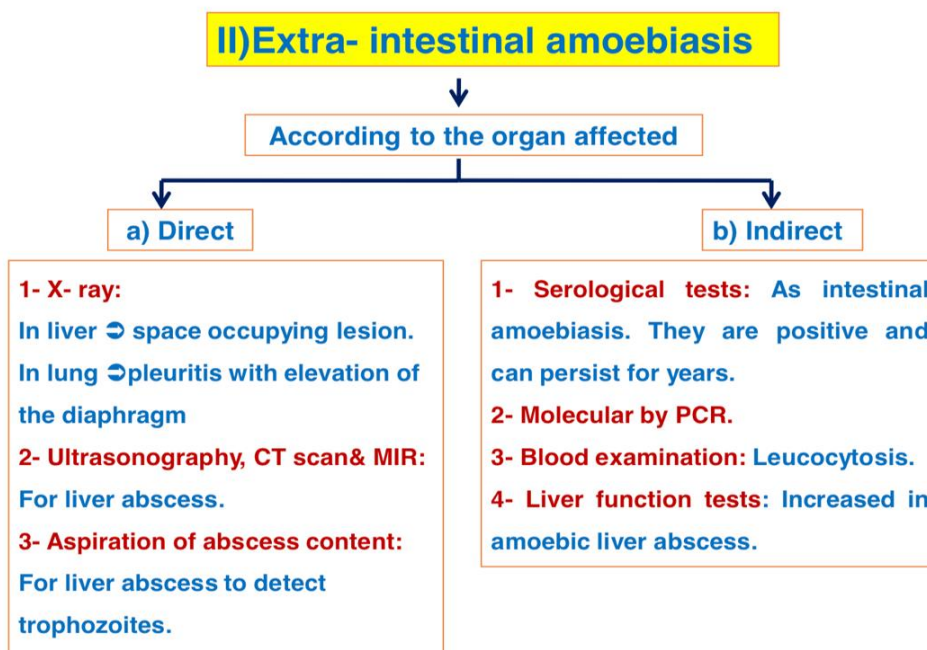 II)Extra- intestinal amoebiasis
According to the organ affected
a) Direct
1- X- ray:
In liver ➲ space occupying lesion.
In lung ➲pleuritis with elevation of
the diaphragm
2- Ultrasonography, CT scan& MIR:
For liver abscess.
3- Aspiration of abscess content:
For liver abscess to detect
trophozoites.
b) Indirect
1- Serological tests: As intestinal
amoebiasis. They are positive and
can persist for years.
2- Molecular by PCR.
3- Blood examination: Leucocytosis.
4- Liver function tests: Increased in
amoebic liver abscess.